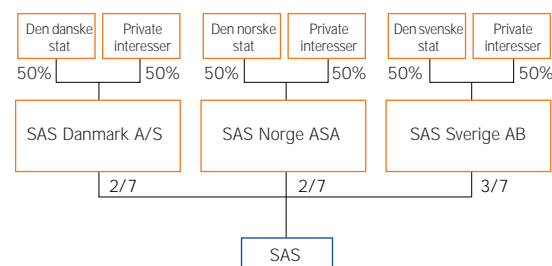 Den danske
stat
Private
interesser
Den norske
stat
Private
interesser
Den svenske
stat
Private
interesser
50% 50% 50% 50% 50% 50%
SAS Danmark A/S SAS Norge ASA SAS Sverige AB
2/7 2/7 3/7
SAS